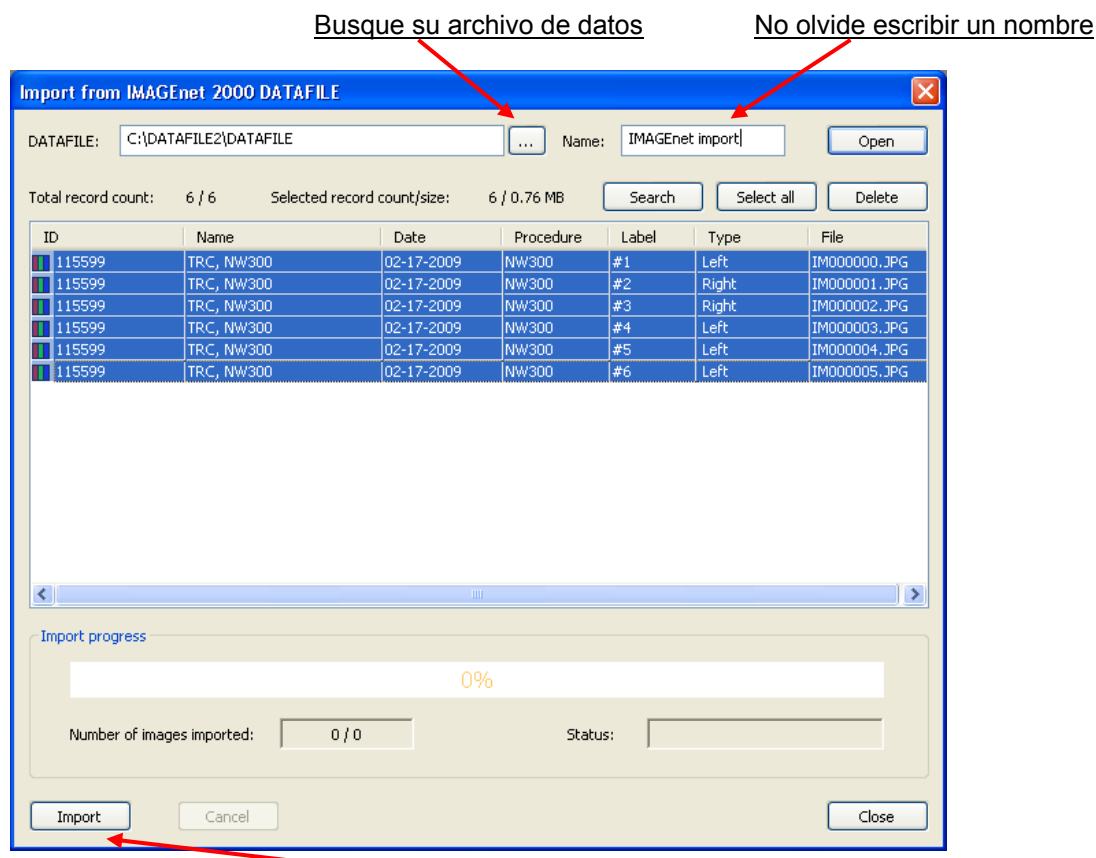 Busque su archivo de datos No olvide escribir un nombre
Import from IMAGEnet 2000 DATAFILE
DATAFILE: C:\DATAFILE2\DATAFILE ... Name: IMAGEnet import Open
Total record count: 6 / 6 Selected record count/size: 6 / 0.76 MB Search Select all Delete
ID Name Date Procedure Label Type File
115599 TRC, NW300 02-17-2009 NW300 #1 Left IM000000.JPG
115599 TRC, NW300 02-17-2009 NW300 #2 Right IM000001.JPG
115599 TRC, NW300 02-17-2009 NW300 #3 Right IM000002.JPG
115599 TRC, NW300 02-17-2009 NW300 #4 Left IM000003.JPG
115599 TRC, NW300 02-17-2009 NW300 #5 Left IM000004.JPG
115599 TRC, NW300 02-17-2009 NW300 #6 Left IM000005.JPG
Import progress
0%
Number of images imported: 0 / 0 Status:
Import Cancel Close